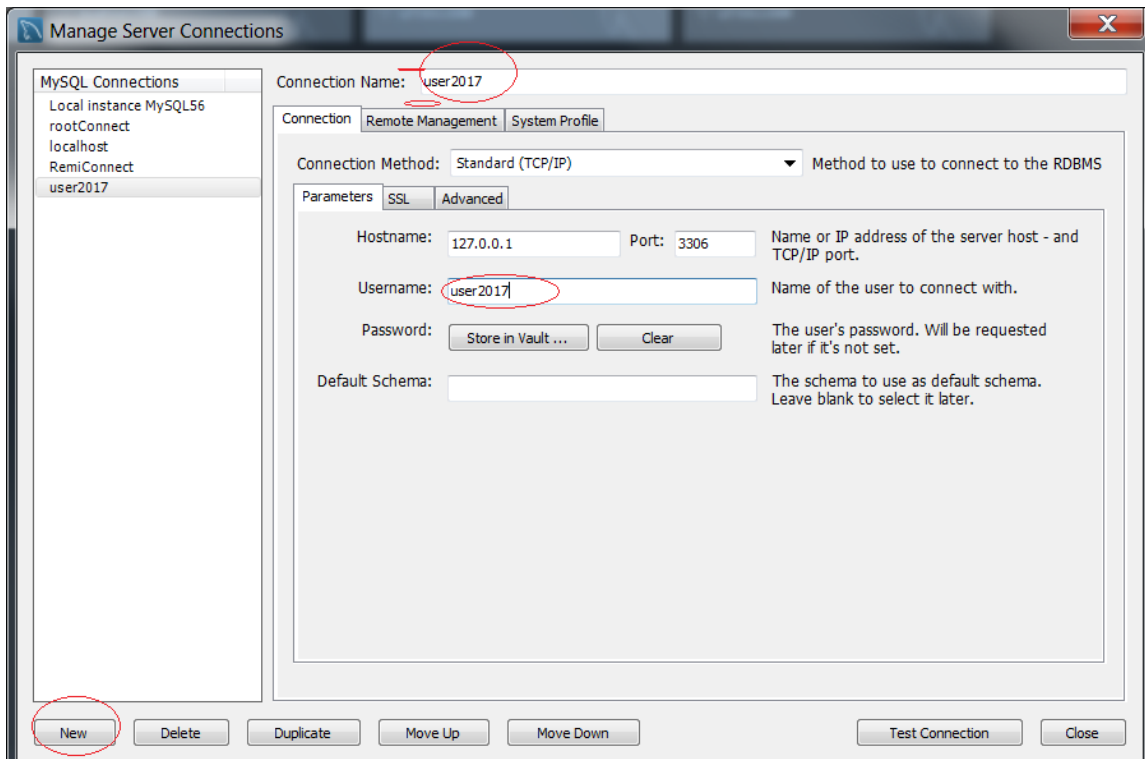 Manage Server Connections
X
MySQL Connections
Local instance MySQL56
rootConnect
localhost
RemiConnect
user2017
Connection Name: user2017
Connection Remote Management System Profile
Connection Method: Standard (TCP/IP) Method to use to connect to the RDBMS
Parameters SSL Advanced
Hostname: 127.0.0.1 Port: 3306 Name or IP address of the server host - and
TCP/IP port.
Username: user2017 Name of the user to connect with.
Password: Store in Vault ... Clear The user's password. Will be requested
later if it's not set.
Default Schema: The schema to use as default schema.
Leave blank to select it later.
New Delete Duplicate Move Up Move Down Test Connection Close